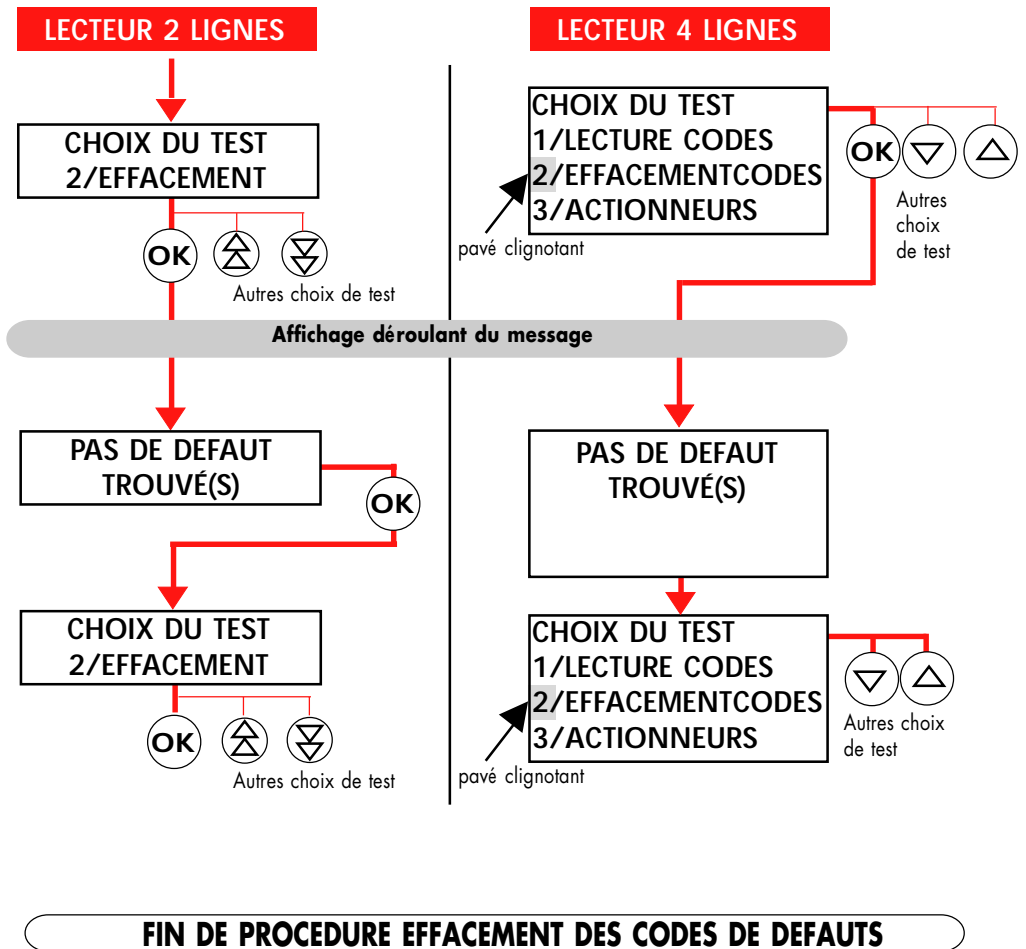 LECTEUR 2 LIGNES
CHOIX DU TEST
2/EFFACEMENT
OK
Autres choix de test
LECTEUR 4 LIGNES
CHOIX DU TEST
1/LECTURE CODES
2/EFFACEMENTCODES
3/ACTIONNEURS
pavé clignotant
OK
Autres
choix
de test
Affichage déroulant du message
PAS DE DEFAUT
TROUVÉ(S)
OK
CHOIX DU TEST
2/EFFACEMENT
OK
Autres choix de test
PAS DE DEFAUT
TROUVÉ(S)
CHOIX DU TEST
1/LECTURE CODES
2/EFFACEMENTCODES
3/ACTIONNEURS
pavé clignotant
Autres choix
de test
FIN DE PROCEDURE EFFACEMENT DES CODES DE DEFAUTS